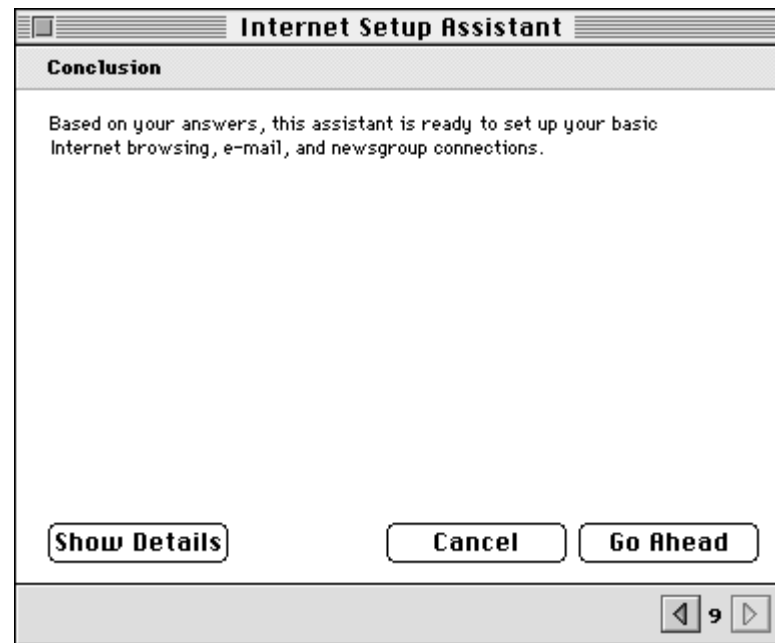 Internet Setup Assistant
Conclusion
Based on your answers, this assistant is ready to set up your basic
Internet browsing, e-mail, and newsgroup connections.
Show Details Cancel Go Ahead
9